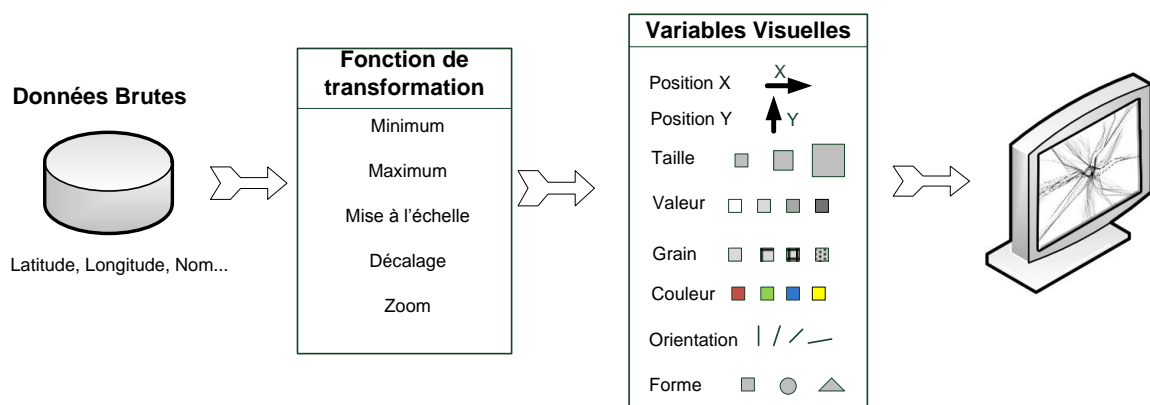 Données Brutes
Latitude, Longitude, Nom...
Fonction de
transformation
Minimum
Maximum
Mise à l'échelle
Décalage
Zoom
Variables Visuelles
Position X
X
Position Y
Y
Taille
Valeur
Grain
Couleur
Orientation
Forme